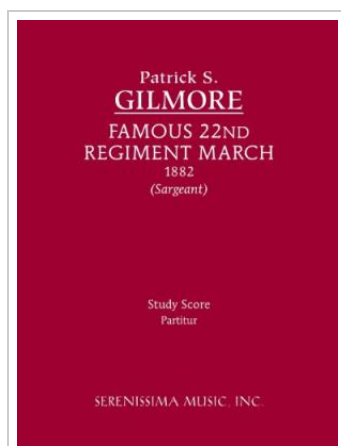 Patrick S.
GILMORE
FAMOUS 22ND
REGIMENT MARCH
1882
(Sargeant)
Study Score
Partitur
SERENISSIMA MUSIC, INC.